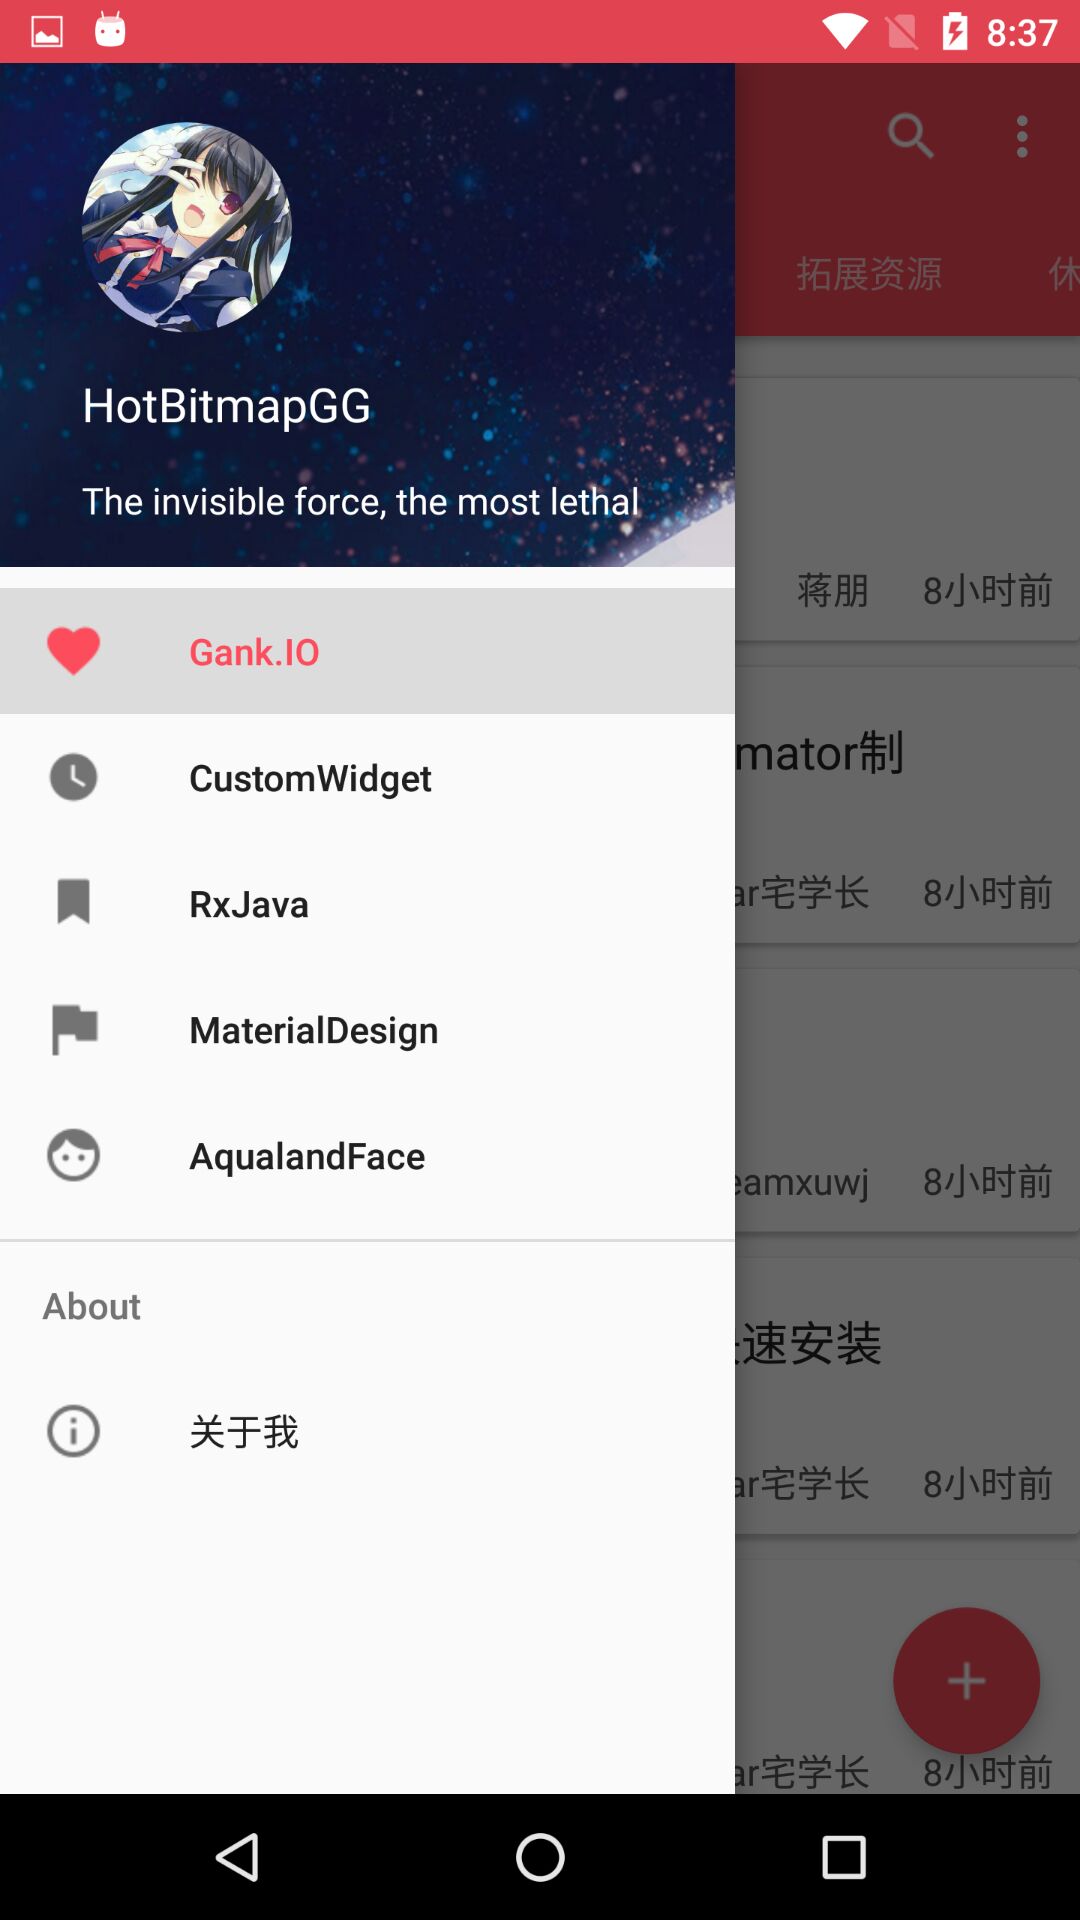 8:37
拓展资源 休
HotBitmapGG
The invisible force, the most lethal
蒋朋 8小时前
Gank.IO
mator制
CustomWidget
ar宅学长 8小时前
RxJava
MaterialDesign
AqualandFace
eamxuwj 8小时前
About
速安装
关于我
ar宅学长 8小时前
ar宅学长 8小时前